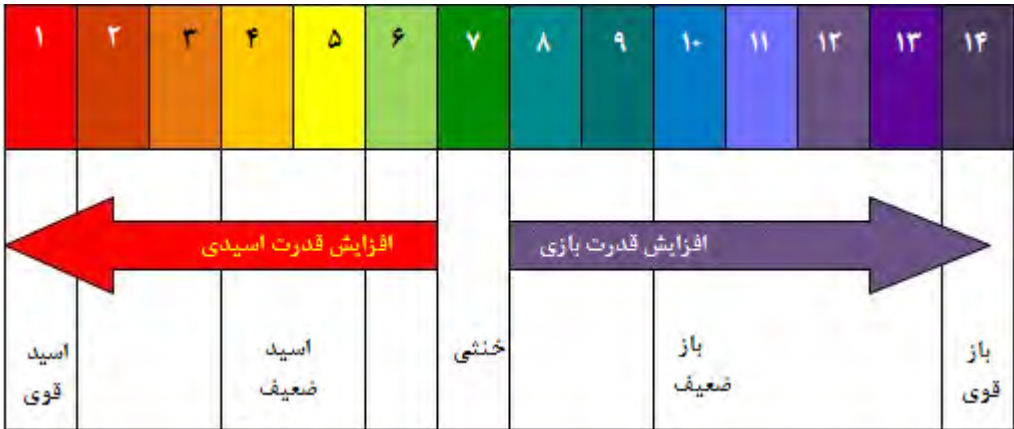 ۱ ۲ ۳ ۴ ۵ ۶ ۷ ۸ ۹ ۱۰ ۱۱ ۱۲ ۱۳ ۱۴
افزایش قدرت اسیدی
افزایش قدرت بازی
اسید
قوی
اسید
ضعیف
خنثی
باز
ضعیف
باز
قوی